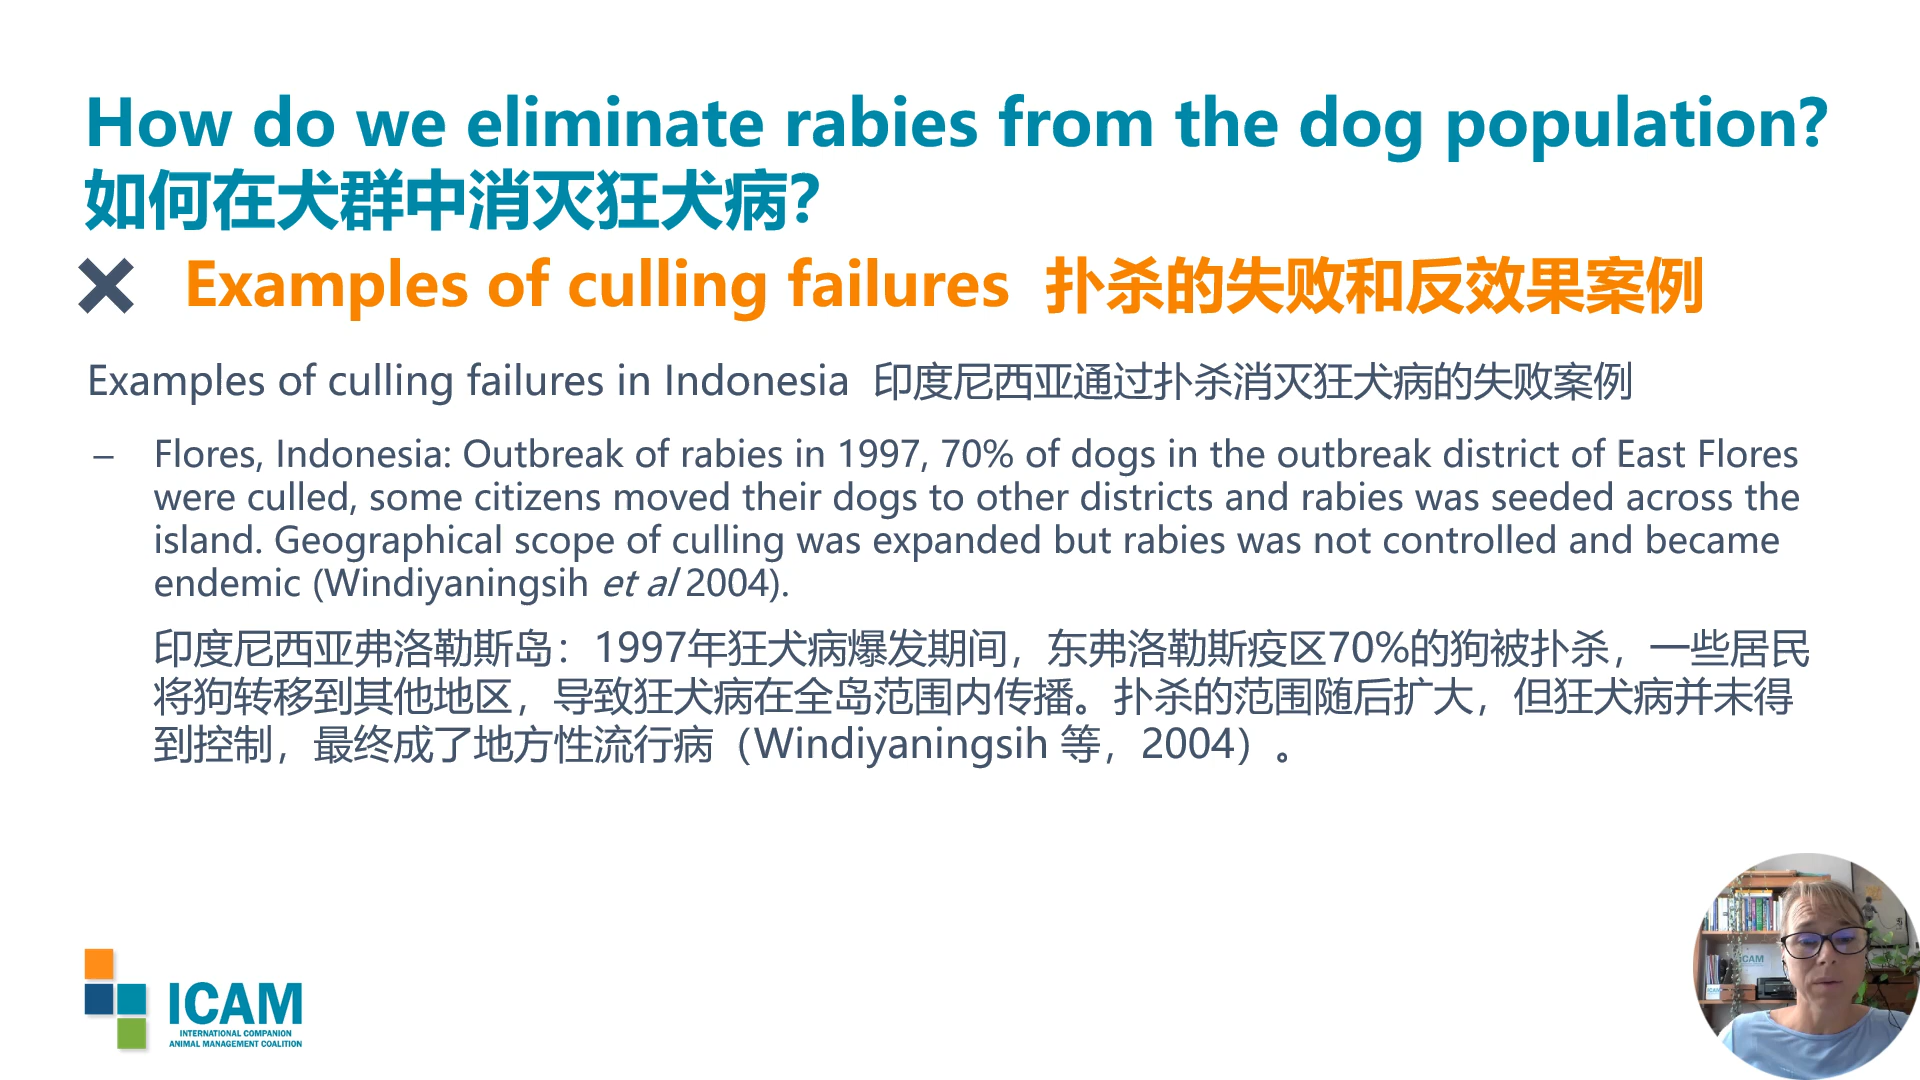 How do we eliminate rabies from the dog population?
如何在犬群中消灭狂犬病？
Examples of culling failures 扑杀的失败和反效果案例
Examples of culling failures in Indonesia 印度尼西亚通过扑杀消灭狂犬病的失败案例
– Flores, Indonesia: Outbreak of rabies in 1997, 70% of dogs in the outbreak district of East Flores
were culled, some citizens moved their dogs to other districts and rabies was seeded across the
island. Geographical scope of culling was expanded but rabies was not controlled and became
endemic (Windiyaningsih et al 2004).
印度尼西亚弗洛勒斯岛：1997年狂犬病爆发期间，东弗洛勒斯疫区70%的狗被扑杀，一些居民
将狗转移到其他地区，导致狂犬病在全岛范围内传播。扑杀的范围随后扩大，但狂犬病并未得
到控制，最终成了地方性流行病（Windiyaningsih 等，2004）。
ICAM
INTERNATIONAL COMPANION
ANIMAL MANAGEMENT COALITION
ICAM